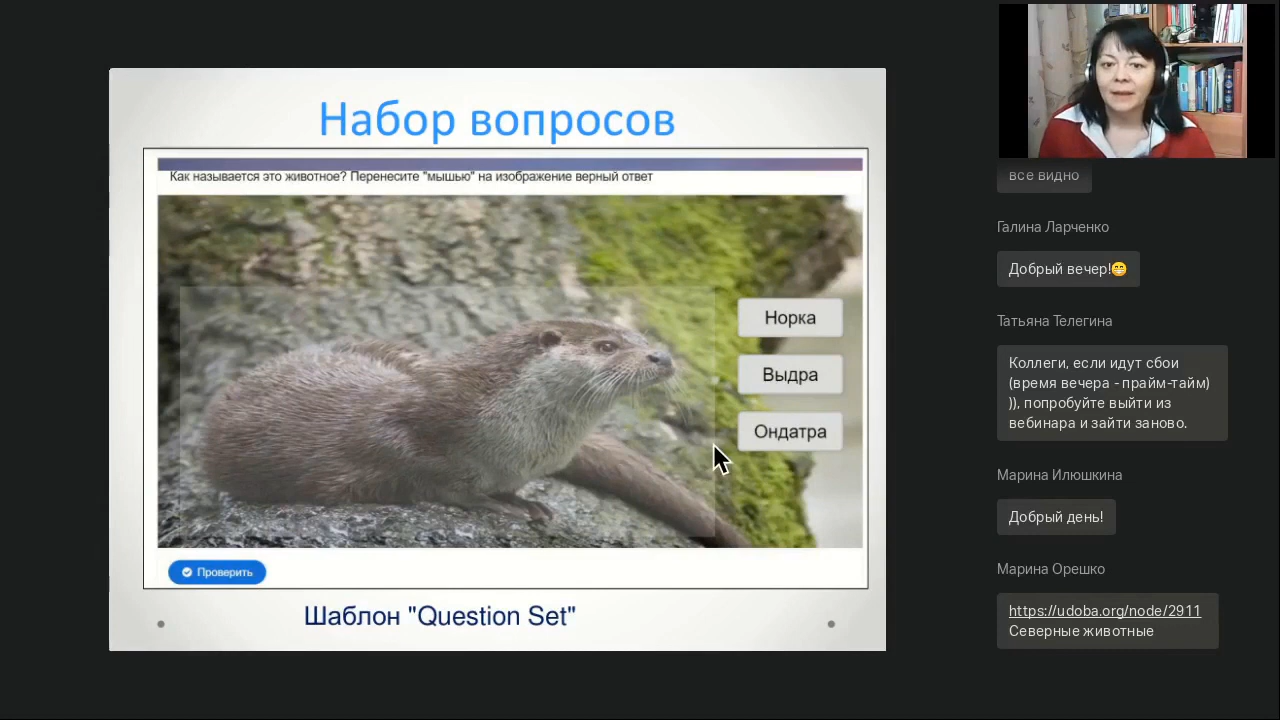 Набор вопросов
Как называется это животное? Перенесите "мышью" на изображение верный ответ
Норка
Выдра
Ондатра
Проверить
Шаблон "Question Set"
все видно
Галина Ларченко
Добрый вечер!😁
Татьяна Телегина
Коллеги, если идут сбои
(время вечера - прайм-тайм)
)), попробуйте выйти из
вебинара и зайти заново.
Марина Илюшкина
Добрый день!
Марина Орешко
https://udoba.org/node/2911
Северные животные